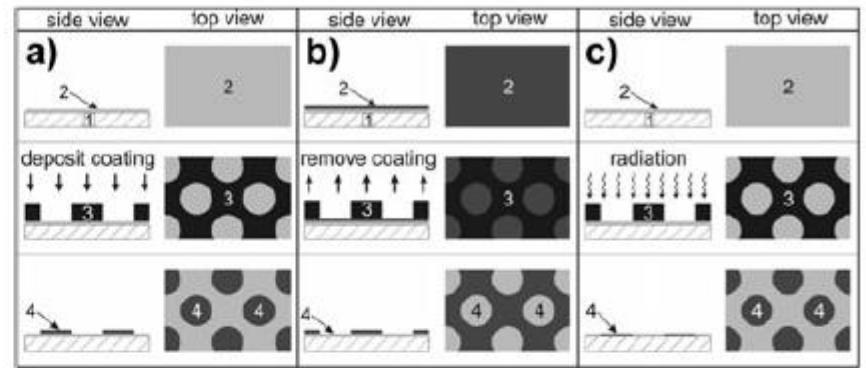 side view top view side view top view side view top view
a) b) c)
2 2 2 2 2 2
1 1 1
deposit coating remove coating radiation
3 3 3 3 3 3
4 4 4 4 4 4 4 4 4